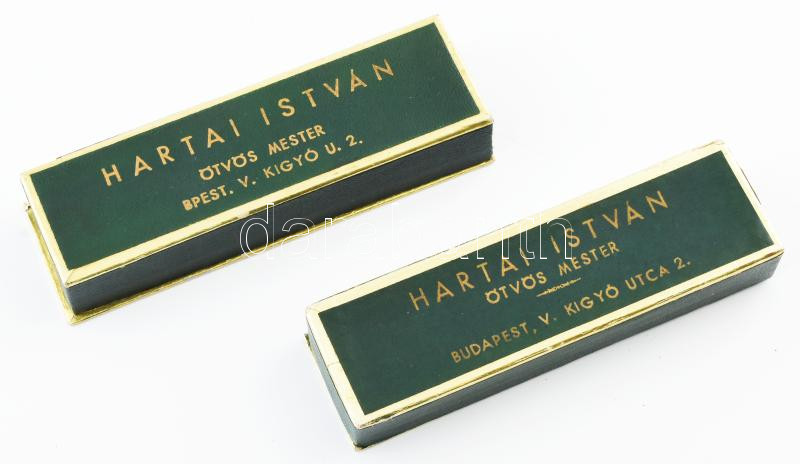 HARTAI ISTVÁN
ÖTVÖS MESTER
BPEST. V. KIGYÓ U. 2.
HARTAI ISTVÁN
ÖTVÖS MESTER
BUDAPEST, V. KIGYÓ UTCA 2.